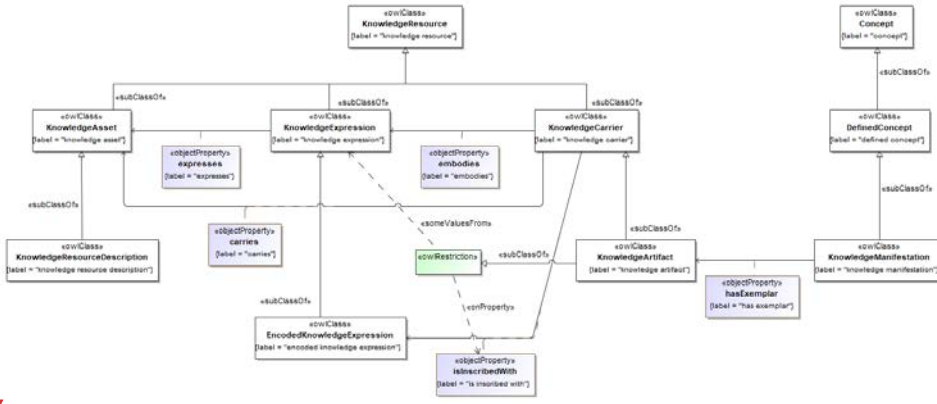 «owlClass»
KnowledgeResource
[label = "knowledge resource"]
«owlClass»
Concept
[label = "concept"]
«subClassOf»
«subClassOf»
«subClassOf»
«subClassOf»
«owlClass»
KnowledgeAsset
[label = "knowledge asset"]
«owlClass»
KnowledgeExpression
[label = "knowledge expression"]
«owlClass»
KnowledgeCarrier
[label = "knowledge carrier"]
«owlClass»
DefinedConcept
[label = "defined concept"]
«objectProperty»
expresses
[label = "expresses"]
«objectProperty»
embodies
[label = "embodies"]
«subClassOf»
«someValuesFrom»
«subClassOf»
«subClassOf»
«objectProperty»
carries
[label = "carries"]
«owlClass»
KnowledgeResourceDescription
[label = "knowledge resource description"]
«owlRestriction»
«subClassOf»
«owlClass»
KnowledgeArtifact
[label = "knowledge artifact"]
«owlClass»
KnowledgeManifestation
[label = "knowledge manifestation"]
«objectProperty»
hasExemplar
[label = "has exemplar"]
«subClassOf»
«onProperty»
«owlClass»
EncodedKnowledgeExpression
[label = "encoded knowledge expression"]
«objectProperty»
isInscribedWith
[label = "is inscribed with"]